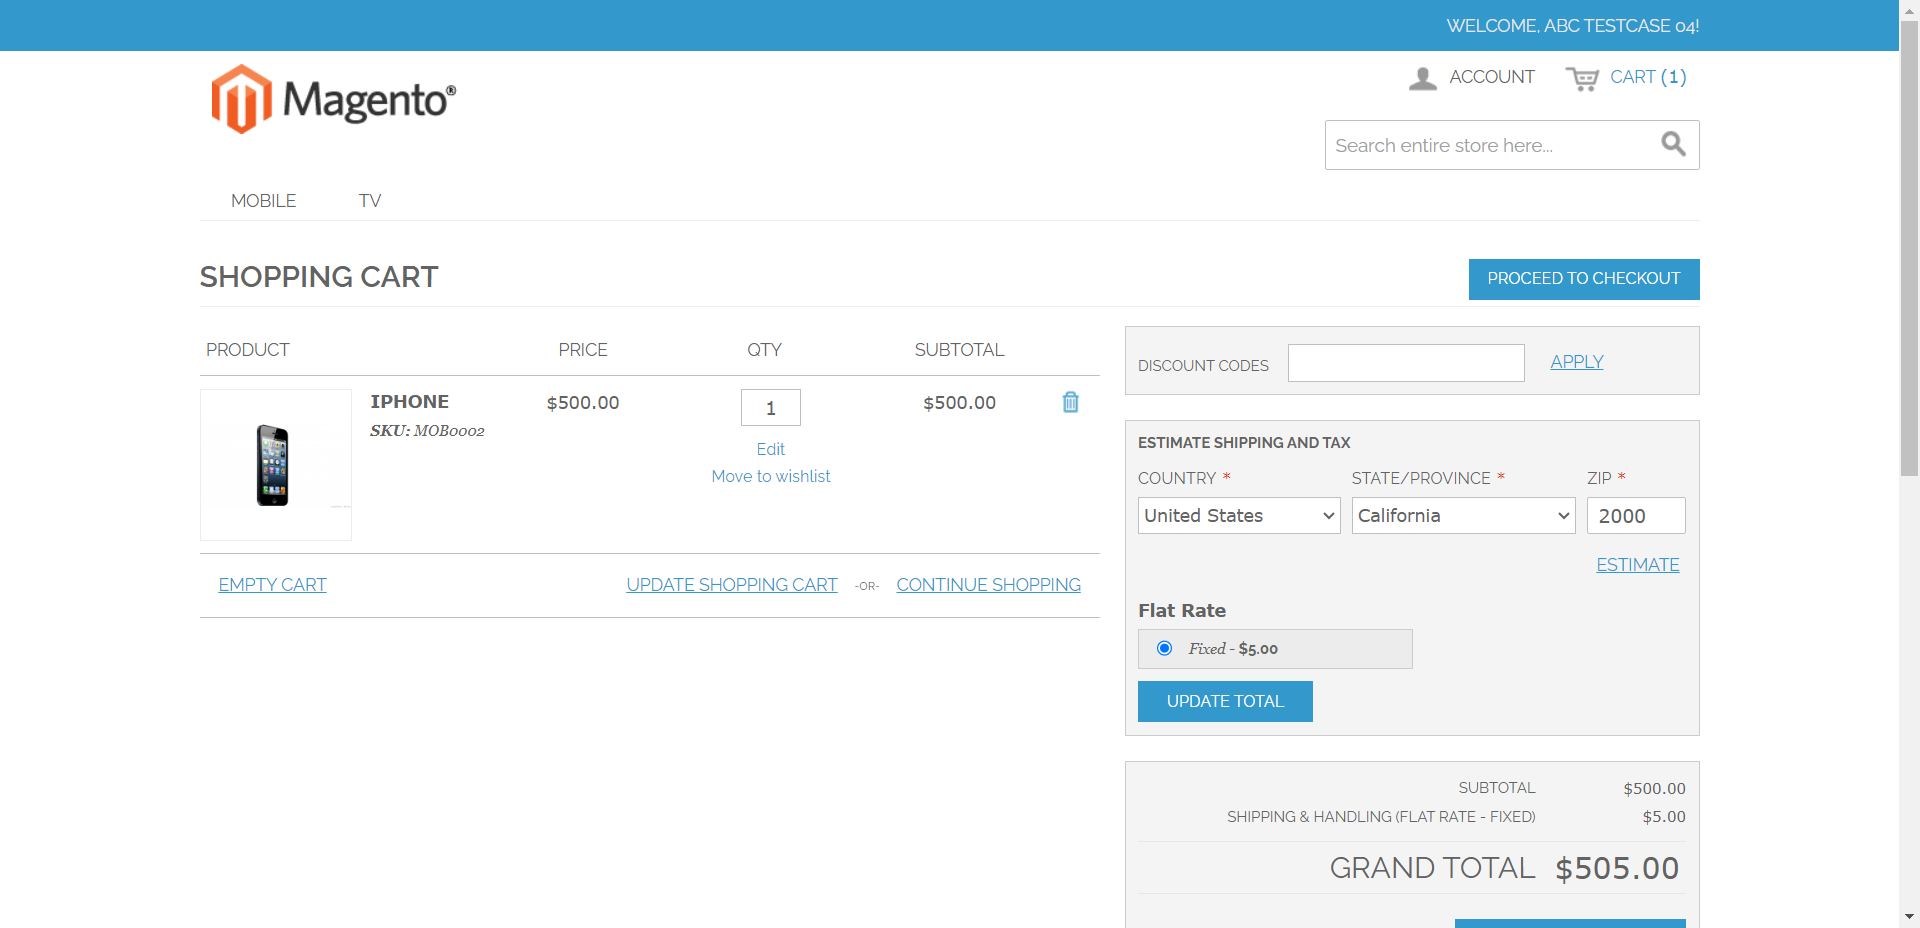 WELCOME, ABC TESTCASE 04!
Magento®
ACCOUNT
CART (1)
Search entire store here...
MOBILE
TV
SHOPPING CART
PROCEED TO CHECKOUT
PRODUCT PRICE QTY SUBTOTAL
IPHONE $500.00 1 $500.00
SKU: MOB0002
Edit
Move to wishlist
EMPTY CART UPDATE SHOPPING CART -OR- CONTINUE SHOPPING
DISCOUNT CODES APPLY
ESTIMATE SHIPPING AND TAX
COUNTRY * STATE/PROVINCE * ZIP *
United States California 2000
ESTIMATE
Flat Rate
Fixed - $5.00
UPDATE TOTAL
SUBTOTAL $500.00
SHIPPING & HANDLING (FLAT RATE - FIXED) $5.00
GRAND TOTAL $505.00